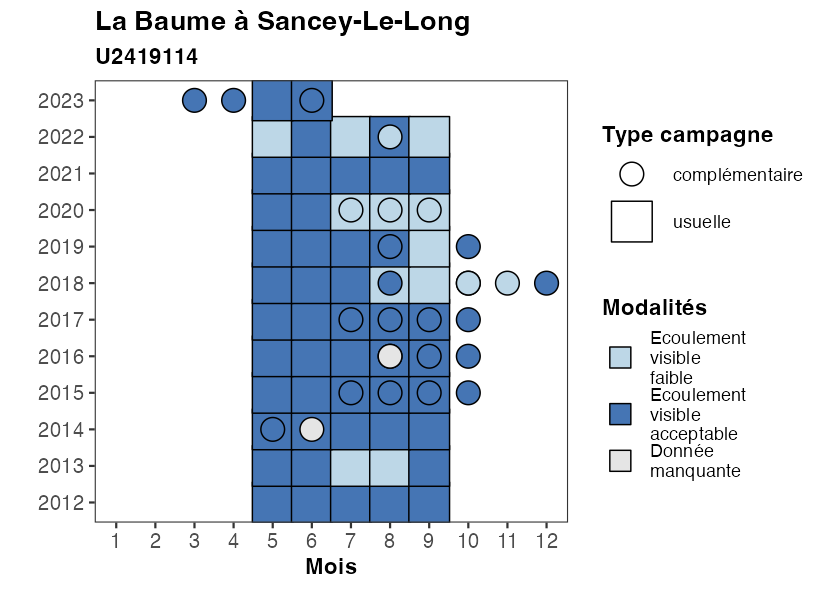 La Baume à Sancey-Le-Long
U2419114
2023
2022
2021
2020
2019
2018
2017
2016
2015
2014
2013
2012
1 2 3 4 5 6 7 8 9 10 11 12
Mois
Type campagne
complémentaire
usuelle
Modalités
Ecoulement
visible
faible
Ecoulement
visible
acceptable
Donnée
manquante